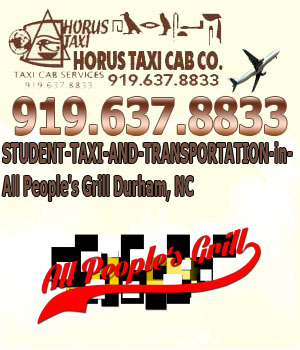 HORUS
TAXI
TAXI CAB SERVICES
919.637.8833
HORUS TAXI CAB CO.
919.637.8833
919.637.8833
STUDENT-TAXI-AND-TRANSPORTATION-in-
All People's Grill Durham, NC
All People's Grill